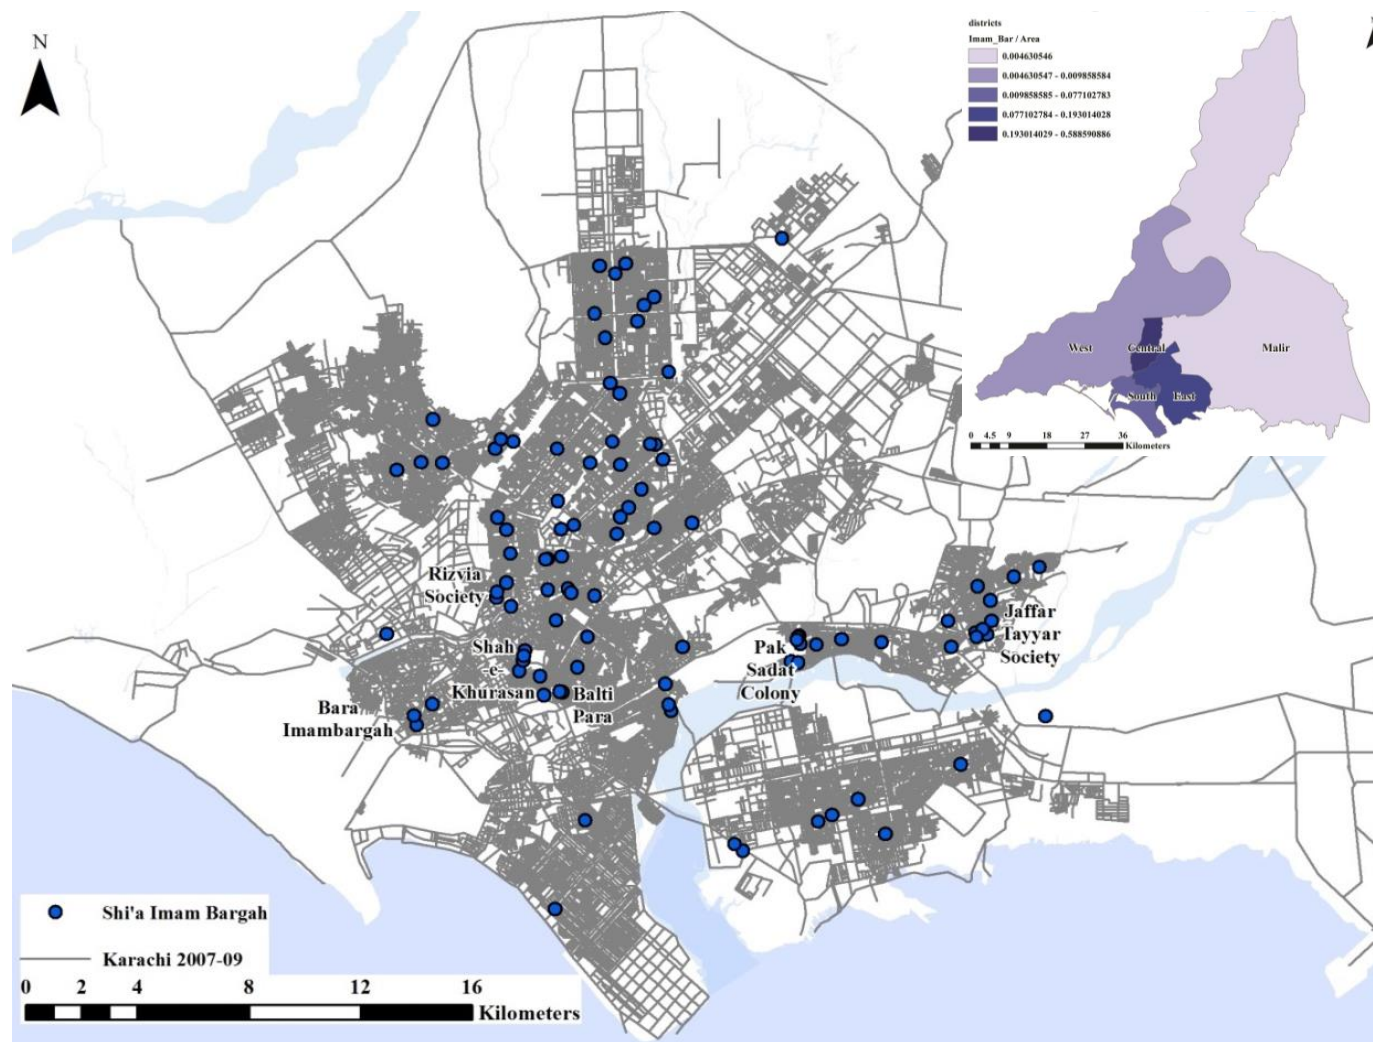 N
districts
Imam_Bar / Area
0.004630546
0.004630547 - 0.009858584
0.009858585 - 0.077102783
0.077102784 - 0.193014028
0.193014029 - 0.588590886
West
Central
Malir
South
East
0 4.5 9 18 27 36
Kilometers
Rizvia
Society
Shah
-e-
Khurasan
Balti
Para
Bara
Imambargah
Pak
Sadat
Colony
Jaffar
Tayyar
Society
Shi'a Imam Bargah
Karachi 2007-09
0 2 4 8 12 16
Kilometers